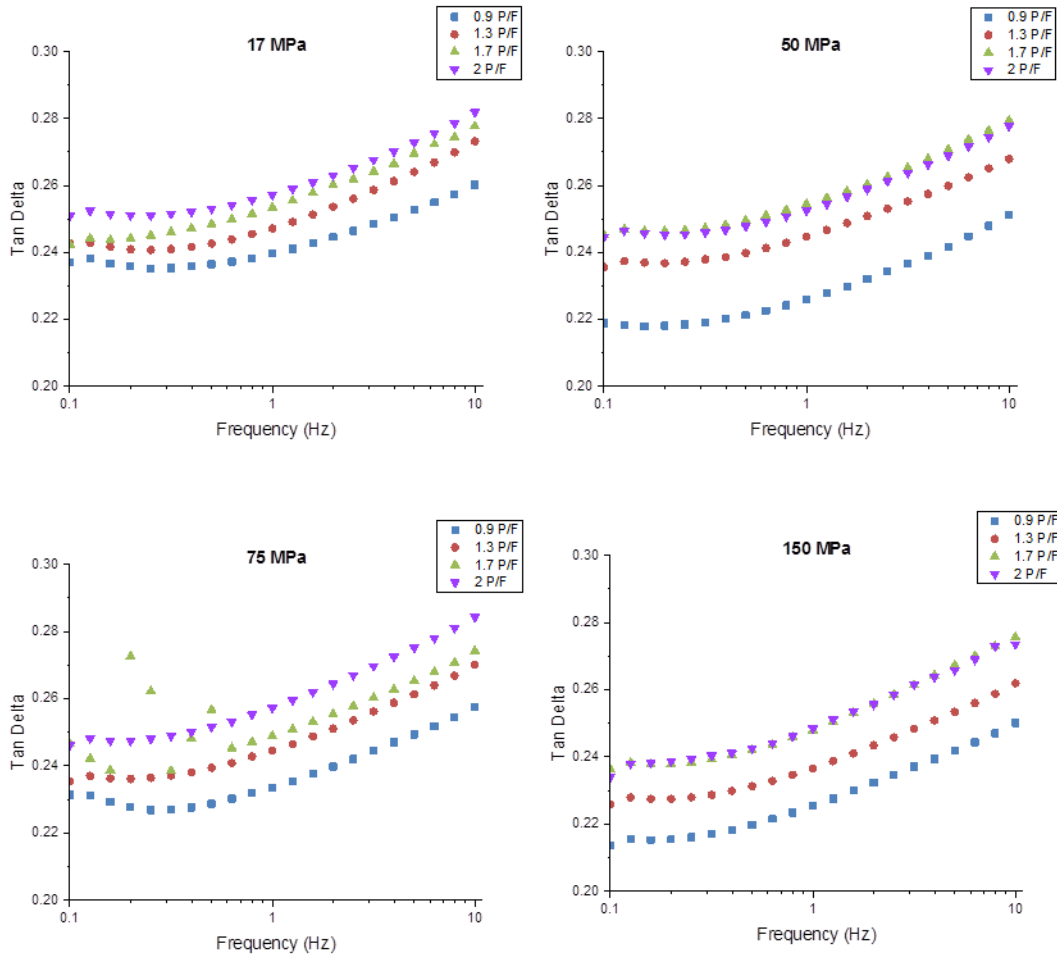 17 MPa
0.9 P/F
1.3 P/F
1.7 P/F
2 P/F
0.30
0.28
0.26
0.24
0.22
0.20
Tan Delta
0.1
1
10
Frequency (Hz)
50 MPa
0.9 P/F
1.3 P/F
1.7 P/F
2 P/F
0.30
0.28
0.26
0.24
0.22
0.20
Tan Delta
0.1
1
10
Frequency (Hz)
75 MPa
0.9 P/F
1.3 P/F
1.7 P/F
2 P/F
0.30
0.28
0.26
0.24
0.22
0.20
Tan Delta
0.1
1
10
Frequency (Hz)
150 MPa
0.9 P/F
1.3 P/F
1.7 P/F
2 P/F
0.30
0.28
0.26
0.24
0.22
0.20
Tan Delta
0.1
1
10
Frequency (Hz)